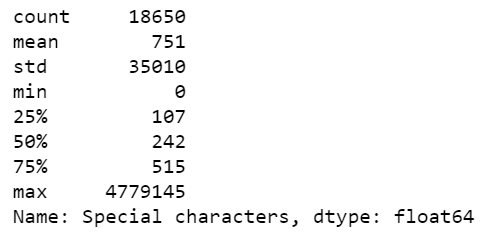 count 18650
mean 751
std 35010
min 0
25% 107
50% 242
75% 515
max 4779145
Name: Special characters, dtype: float64